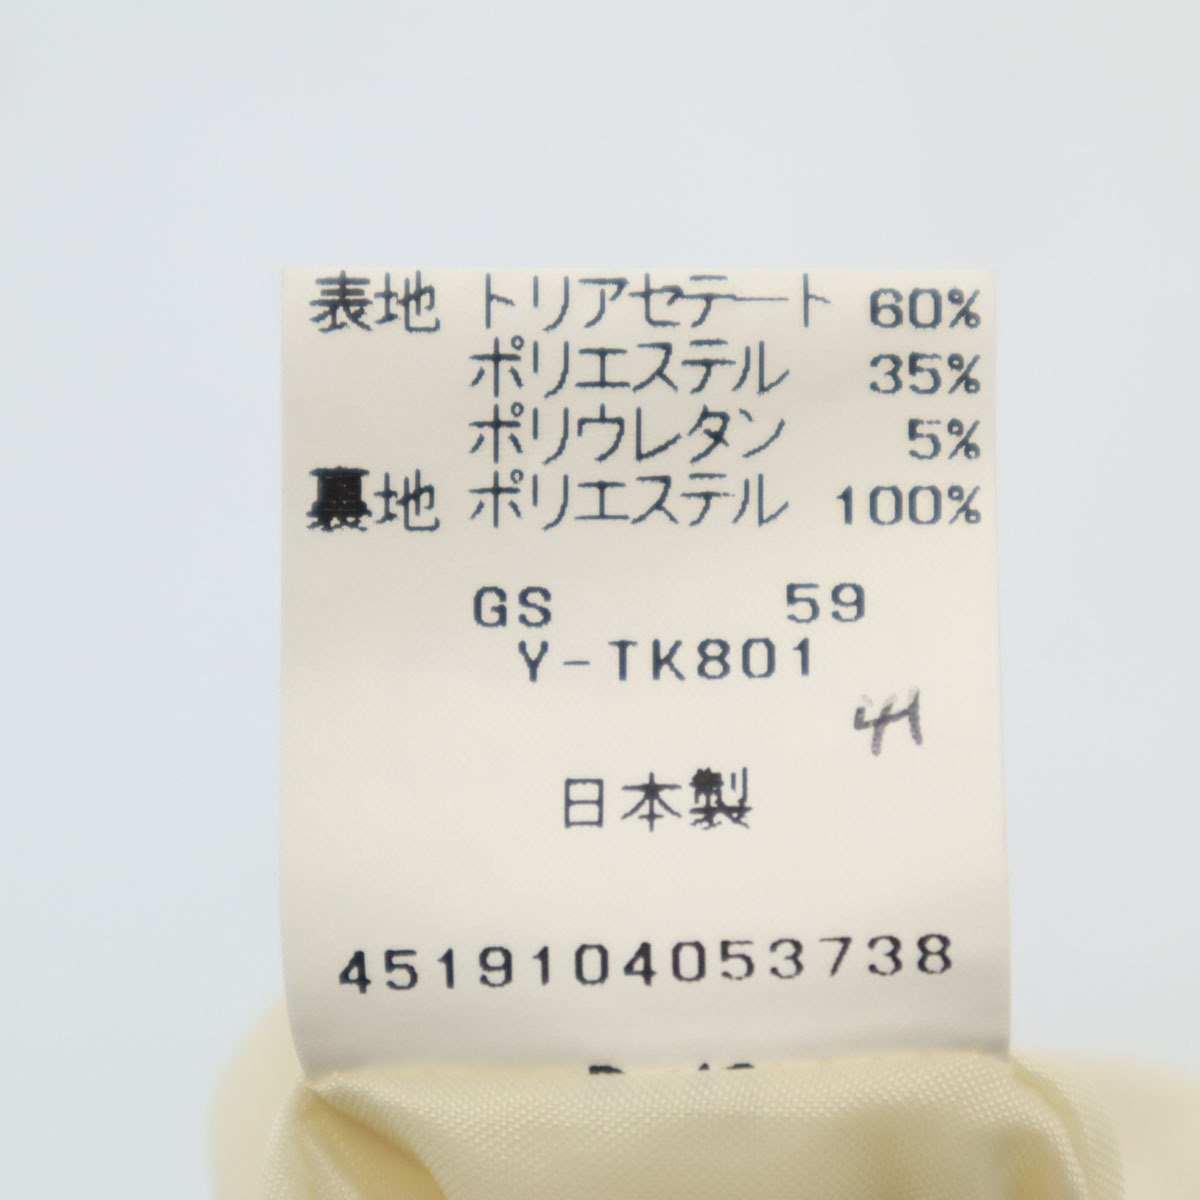 表地 トリアセテート 60%
ポリエステル 35%
ポリウレタン 5%
裏地 ポリエステル 100%
GS 59
Y-TK801
日本製
4519104053738